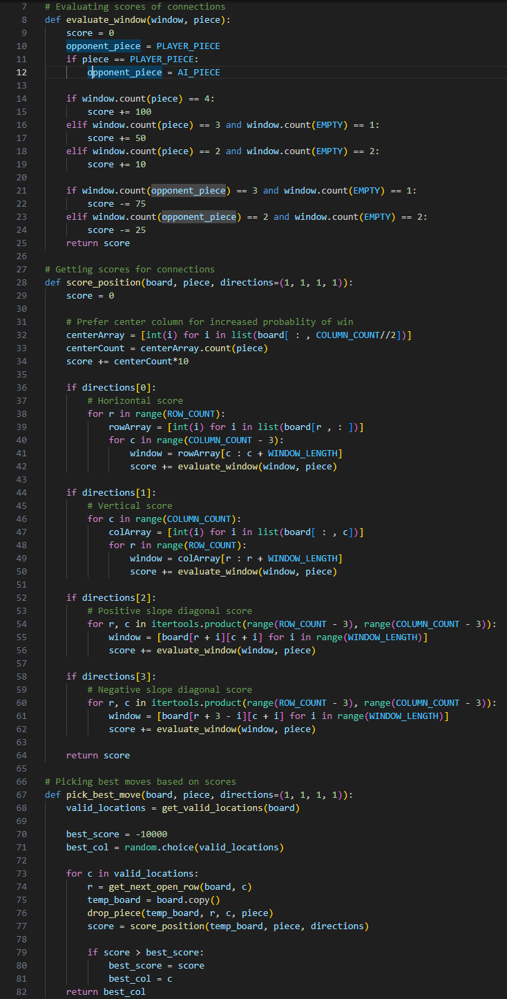 7 # Evaluating scores of connections
8 def evaluate_window(window, piece):
9     score = 0
10     opponent_piece = PLAYER_PIECE
11     if piece == PLAYER_PIECE:
12         opponent_piece = AI_PIECE
13
14     if window.count(piece) == 4:
15         score += 100
16     elif window.count(piece) == 3 and window.count(EMPTY) == 1:
17         score += 50
18     elif window.count(piece) == 2 and window.count(EMPTY) == 2:
19         score += 10
20
21     if window.count(opponent_piece) == 3 and window.count(EMPTY) == 1:
22         score -= 75
23     elif window.count(opponent_piece) == 2 and window.count(EMPTY) == 2:
24         score -= 25
25     return score
26
27 # Getting scores for connections
28 def score_position(board, piece, directions=(1, 1, 1, 1)):
29     score = 0
30
31     # Prefer center column for increased probablity of win
32     centerArray = [int(i) for i in list(board[ : , COLUMN_COUNT//2])]
33     centerCount = centerArray.count(piece)
34     score += centerCount*10
35
36     if directions[0]:
37         # Horizontal score
38         for r in range(ROW_COUNT):
39             rowArray = [int(i) for i in list(board[r , : ])]
40             for c in range(COLUMN_COUNT - 3):
41                 window = rowArray[c : c + WINDOW_LENGTH]
42                 score += evaluate_window(window, piece)
43
44     if directions[1]:
45         # Vertical score
46         for c in range(COLUMN_COUNT):
47             colArray = [int(i) for i in list(board[ : , c])]
48             for r in range(ROW_COUNT):
49                 window = colArray[r : r + WINDOW_LENGTH]
50                 score += evaluate_window(window, piece)
51
52     if directions[2]:
53         # Positive slope diagonal score
54         for r, c in itertools.product(range(ROW_COUNT - 3), range(COLUMN_COUNT - 3)):
55             window = [board[r + i][c + i] for i in range(WINDOW_LENGTH)]
56             score += evaluate_window(window, piece)
57
58     if directions[3]:
59         # Negative slope diagonal score
60         for r, c in itertools.product(range(ROW_COUNT - 3), range(COLUMN_COUNT - 3)):
61             window = [board[r + 3 - i][c + i] for i in range(WINDOW_LENGTH)]
62             score += evaluate_window(window, piece)
63
64     return score
65
66 # Picking best moves based on scores
67 def pick_best_move(board, piece, directions=(1, 1, 1, 1)):
68     valid_locations = get_valid_locations(board)
69
70     best_score = -10000
71     best_col = random.choice(valid_locations)
72
73     for c in valid_locations:
74         r = get_next_open_row(board, c)
75         temp_board = board.copy()
76         drop_piece(temp_board, r, c, piece)
77         score = score_position(temp_board, piece, directions)
78
79         if score > best_score:
80             best_score = score
81             best_col = c
82     return best_col